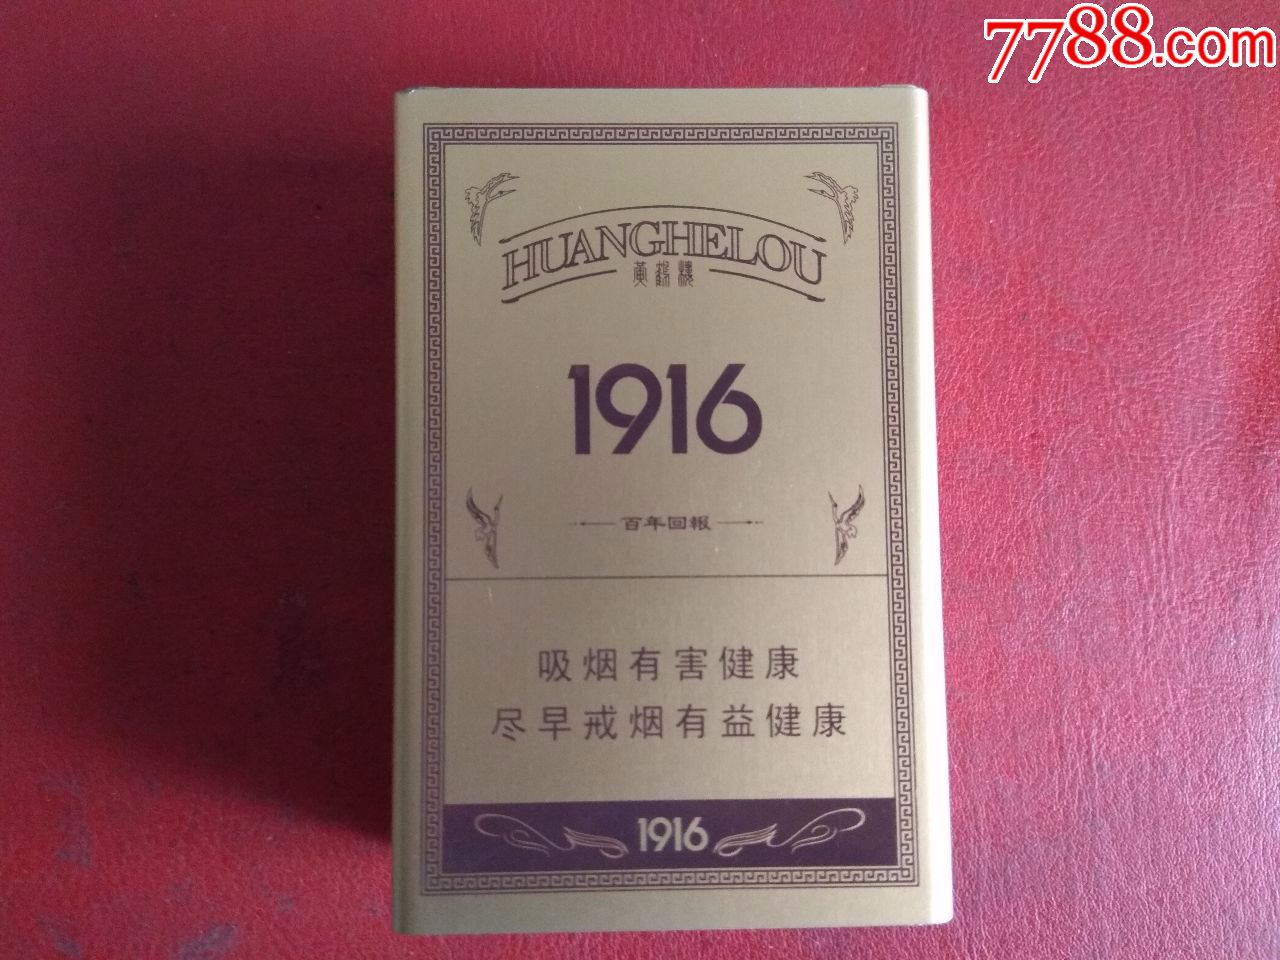 7788.com
HUANGHELOU
黄鹤楼
1916
百年回報
吸烟有害健康
尽早戒烟有益健康
1916